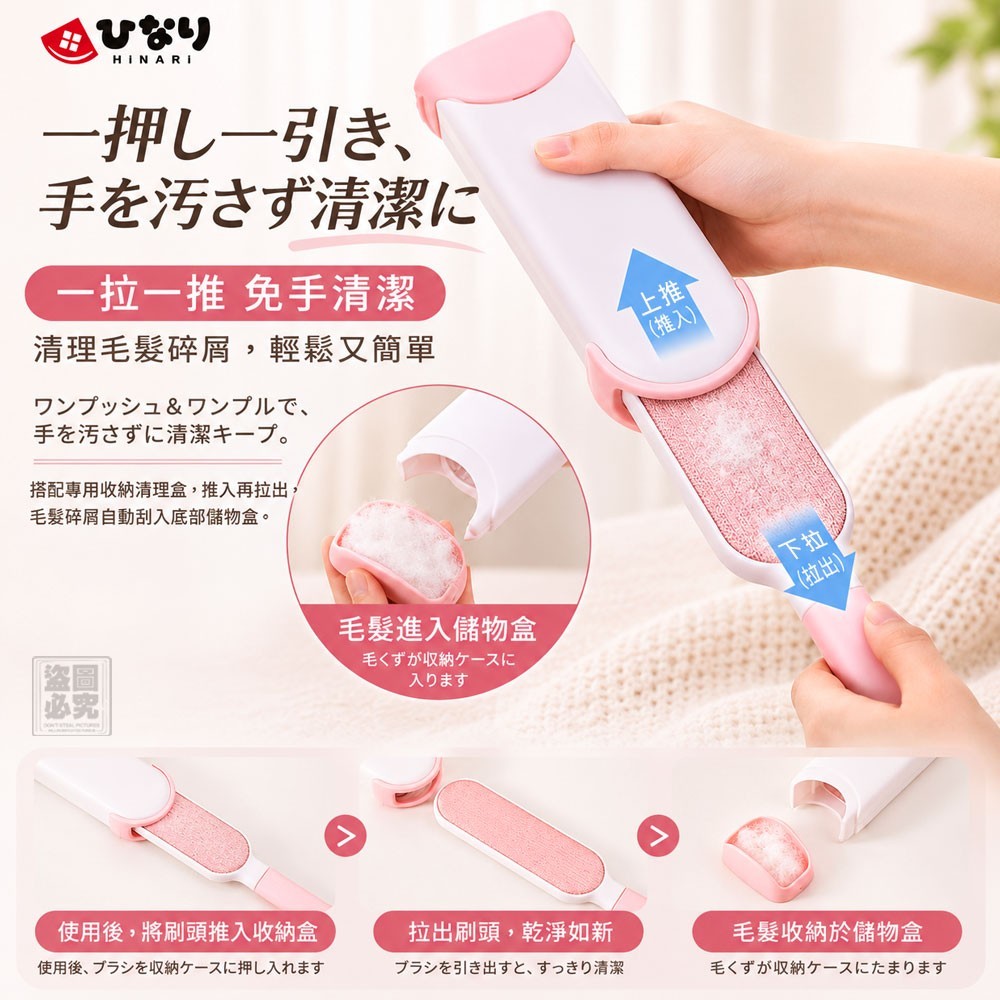 ひなり
HiNARi
一押し一引き、
手を汚さず清潔に
一拉一推 免手清潔
清理毛髮碎屑，輕鬆又簡單
ワンプッシュ＆ワンプルで、
手を汚さずに清潔キープ。
搭配專用收納清理盒，推入再拉出，
毛髮碎屑自動刮入底部儲物盒。
上推
(推入)
下拉
(拉出)
毛髮進入儲物盒
毛くずが収納ケースに
入ります
盜圖
必究
DON'T STEAL PICTURES
使用後，將刷頭推入收納盒
使用後、ブラシを収納ケースに押し入れます
>
拉出刷頭，乾淨如新
ブラシを引き出すと、すっきり清潔
>
毛髮收納於儲物盒
毛くずが収納ケースにたまります